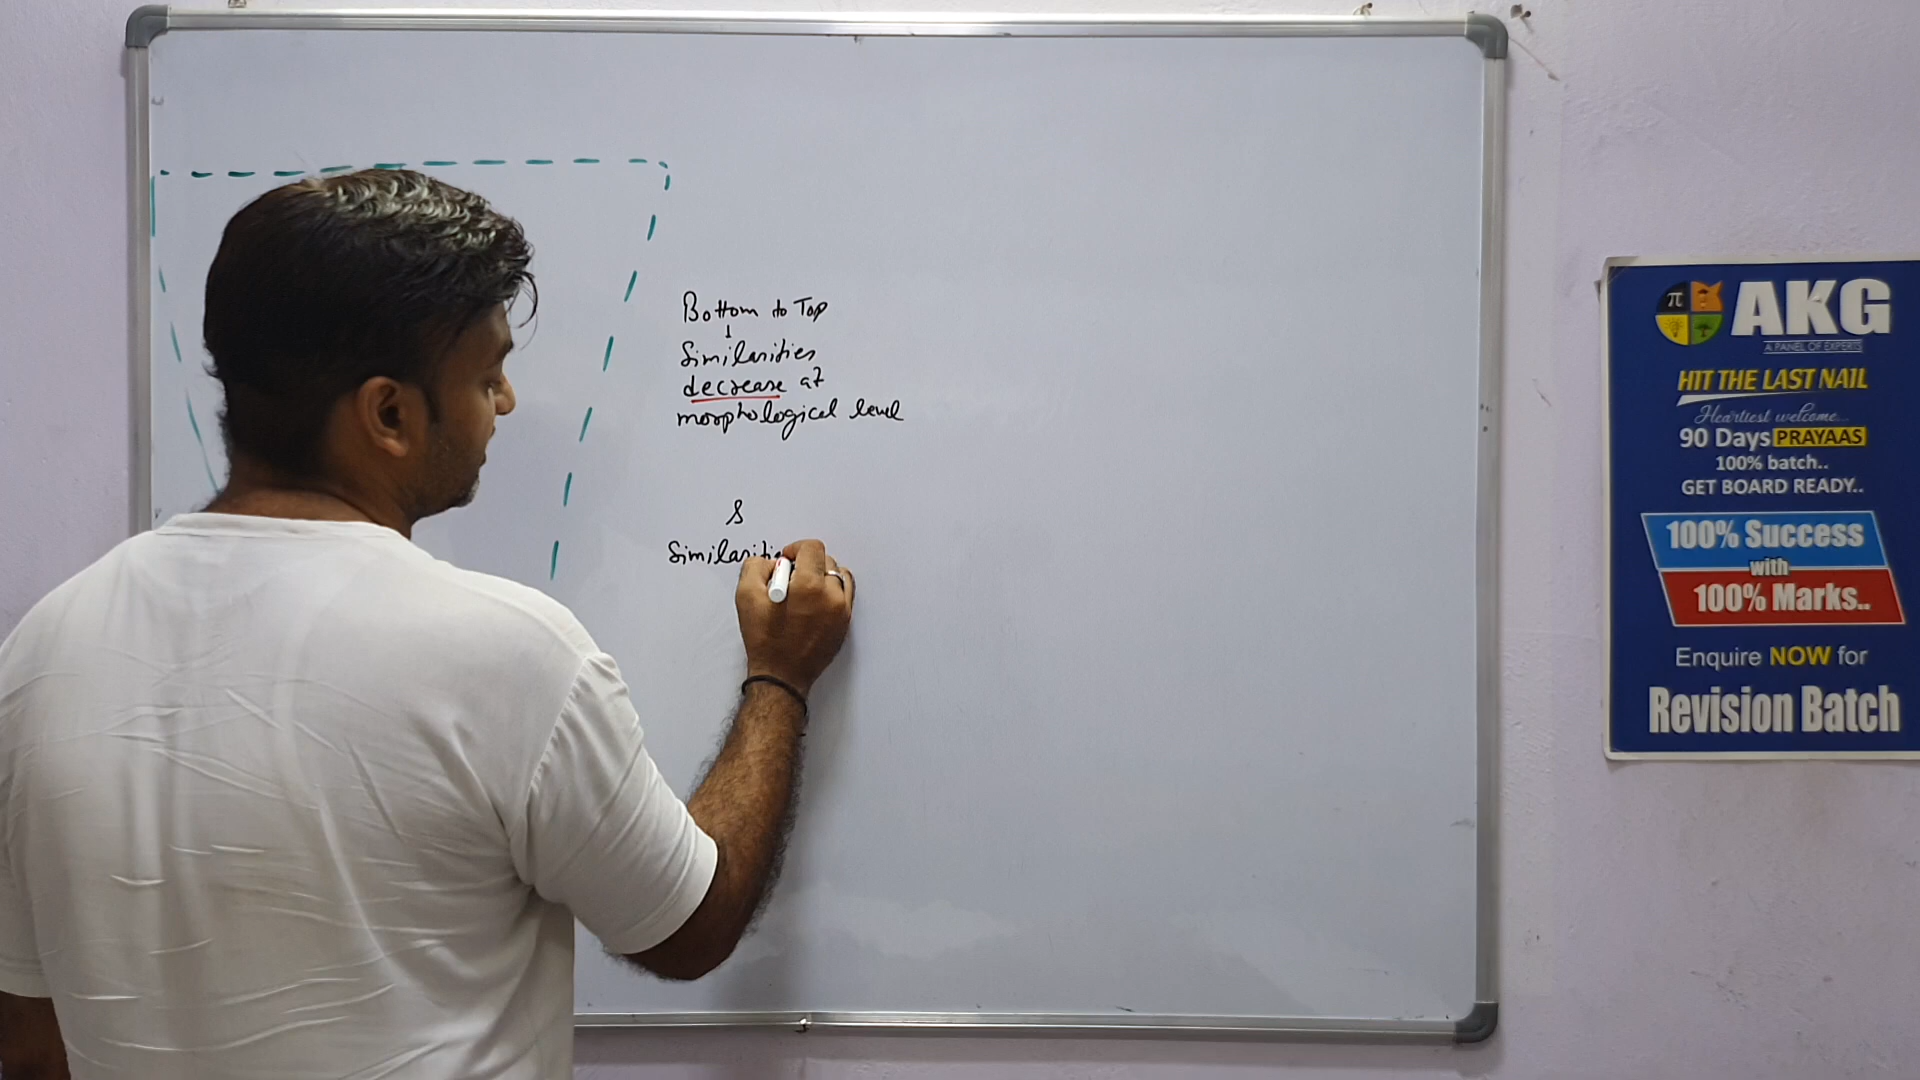 Bottom to Top
Similarities
decrease at
morphological level
&
Similaritie
π
AKG
A PANEL OF EXPERTS
HIT THE LAST NAIL
Heartiest welcome...
90 Days PRAYAAS
100% batch..
GET BOARD READY..
100% Success
with
100% Marks..
Enquire NOW for
Revision Batch